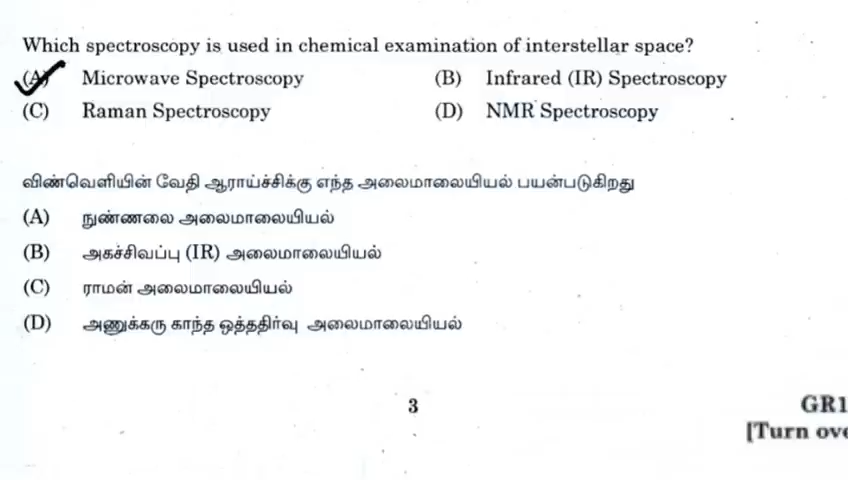 Which spectroscopy is used in chemical examination of interstellar space?
(A) Microwave Spectroscopy (B) Infrared (IR) Spectroscopy
(C) Raman Spectroscopy (D) NMR Spectroscopy
விண்வெளியின் வேதி ஆராய்ச்சிக்கு எந்த அலைமாலையியல் பயன்படுகிறது
(A) நுண்ணலை அலைமாலையியல்
(B) அகச்சிவப்பு (IR) அலைமாலையியல்
(C) ராமன் அலைமாலையியல்
(D) அணுக்கரு காந்த ஒத்ததிர்வு அலைமாலையியல்
3
GR1
[Turn ove